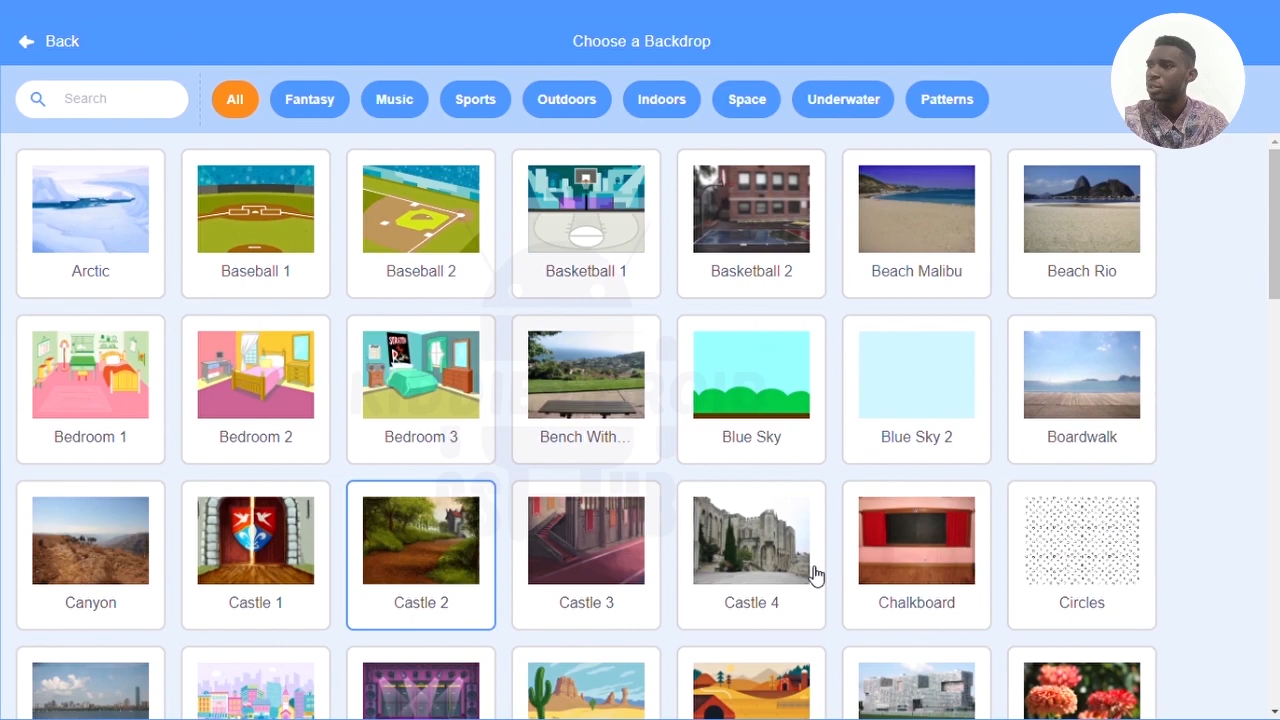 Back
Choose a Backdrop
Search
All
Fantasy
Music
Sports
Outdoors
Indoors
Space
Underwater
Patterns
Arctic
Baseball 1
Baseball 2
Basketball 1
Basketball 2
Beach Malibu
Beach Rio
Bedroom 1
Bedroom 2
Bedroom 3
Bench With...
Blue Sky
Blue Sky 2
Boardwalk
Canyon
Castle 1
Castle 2
Castle 3
Castle 4
Chalkboard
Circles